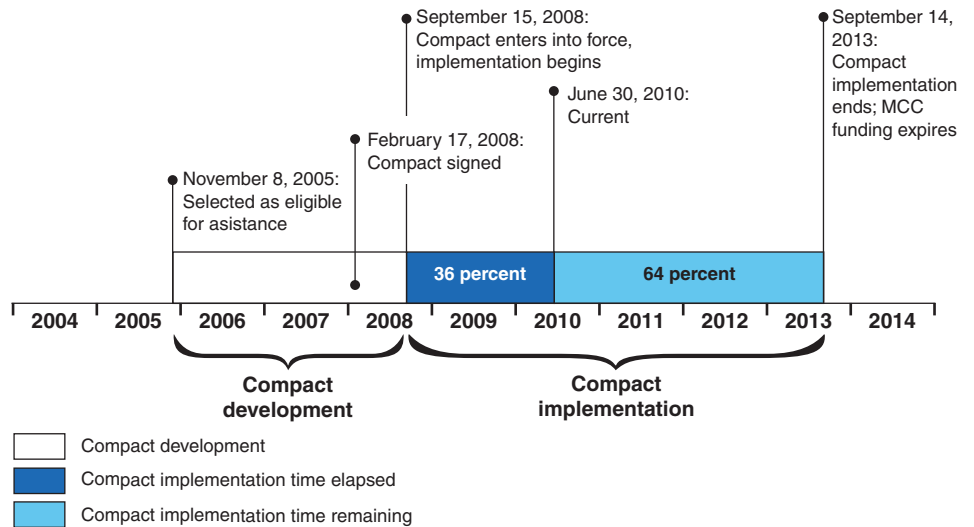 September 15, 2008:
Compact enters into force,
implementation begins
September 14,
2013:
Compact
implementation
ends; MCC
funding expires
June 30, 2010:
Current
February 17, 2008:
Compact signed
November 8, 2005:
Selected as eligible
for asistance
36 percent
64 percent
2004 2005 2006 2007 2008 2009 2010 2011 2012 2013 2014
Compact
development
Compact
implementation
Compact development
Compact implementation time elapsed
Compact implementation time remaining